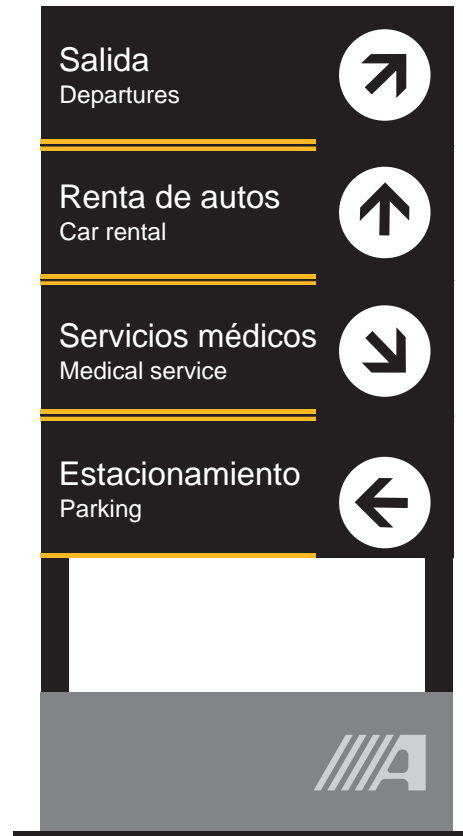 Salida
Departures
Renta de autos
Car rental
Servicios médicos
Medical service
Estacionamiento
Parking
A